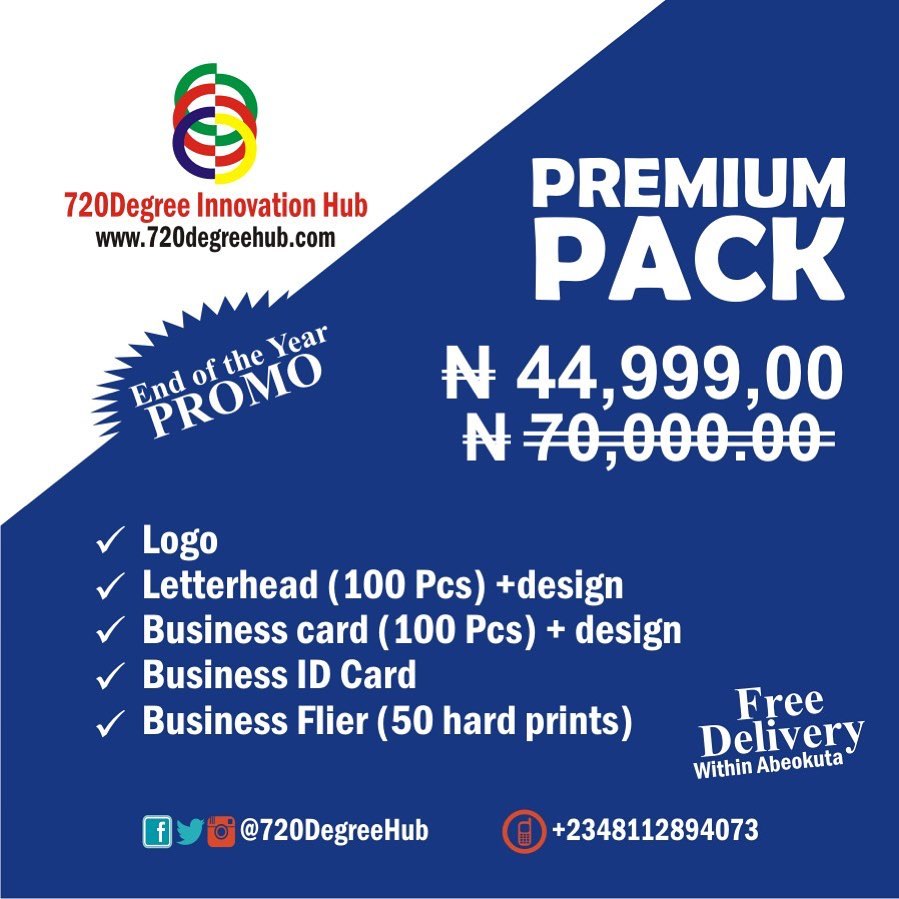 720Degree Innovation Hub
www.720degreehub.com
PREMIUM
PACK
End of the Year
PROMO
₦ 44,999,00
₦ 70,000.00
✓ Logo
✓ Letterhead (100 Pcs) +design
✓ Business card (100 Pcs) + design
✓ Business ID Card
✓ Business Flier (50 hard prints)
Free
Delivery
Within Abeokuta
@720DegreeHub
+2348112894073